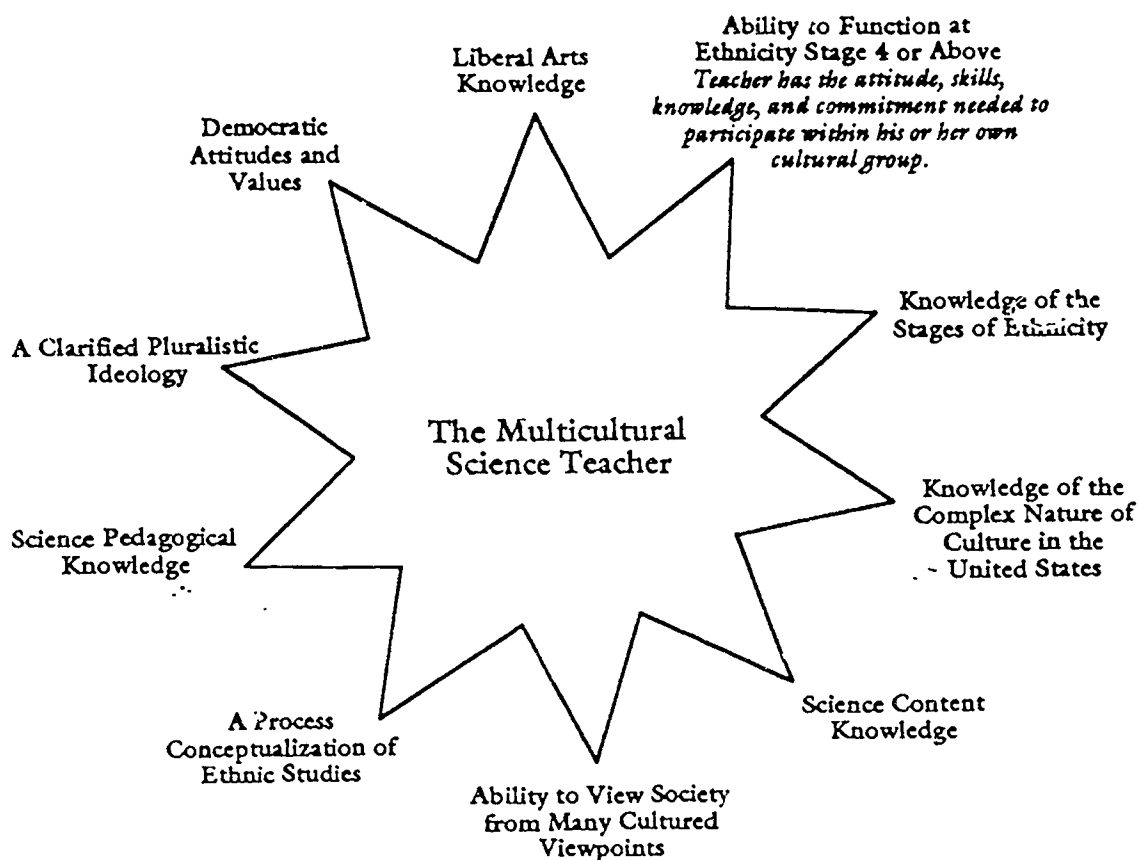 Liberal Arts
Knowledge
Ability to Function at
Ethnicity Stage 4 or Above
Teacher has the attitude, skills,
knowledge, and commitment needed to
participate within his or her own
cultural group.
Knowledge of the
Stages of Ethnicity
Knowledge of the
Complex Nature of
Culture in the
United States
Science Content
Knowledge
Ability to View Society
from Many Cultured
Viewpoints
A Process
Conceptualization of
Ethnic Studies
Science Pedagogical
Knowledge
A Clarified Pluralistic
Ideology
Democratic
Attitudes and
Values
The Multicultural
Science Teacher